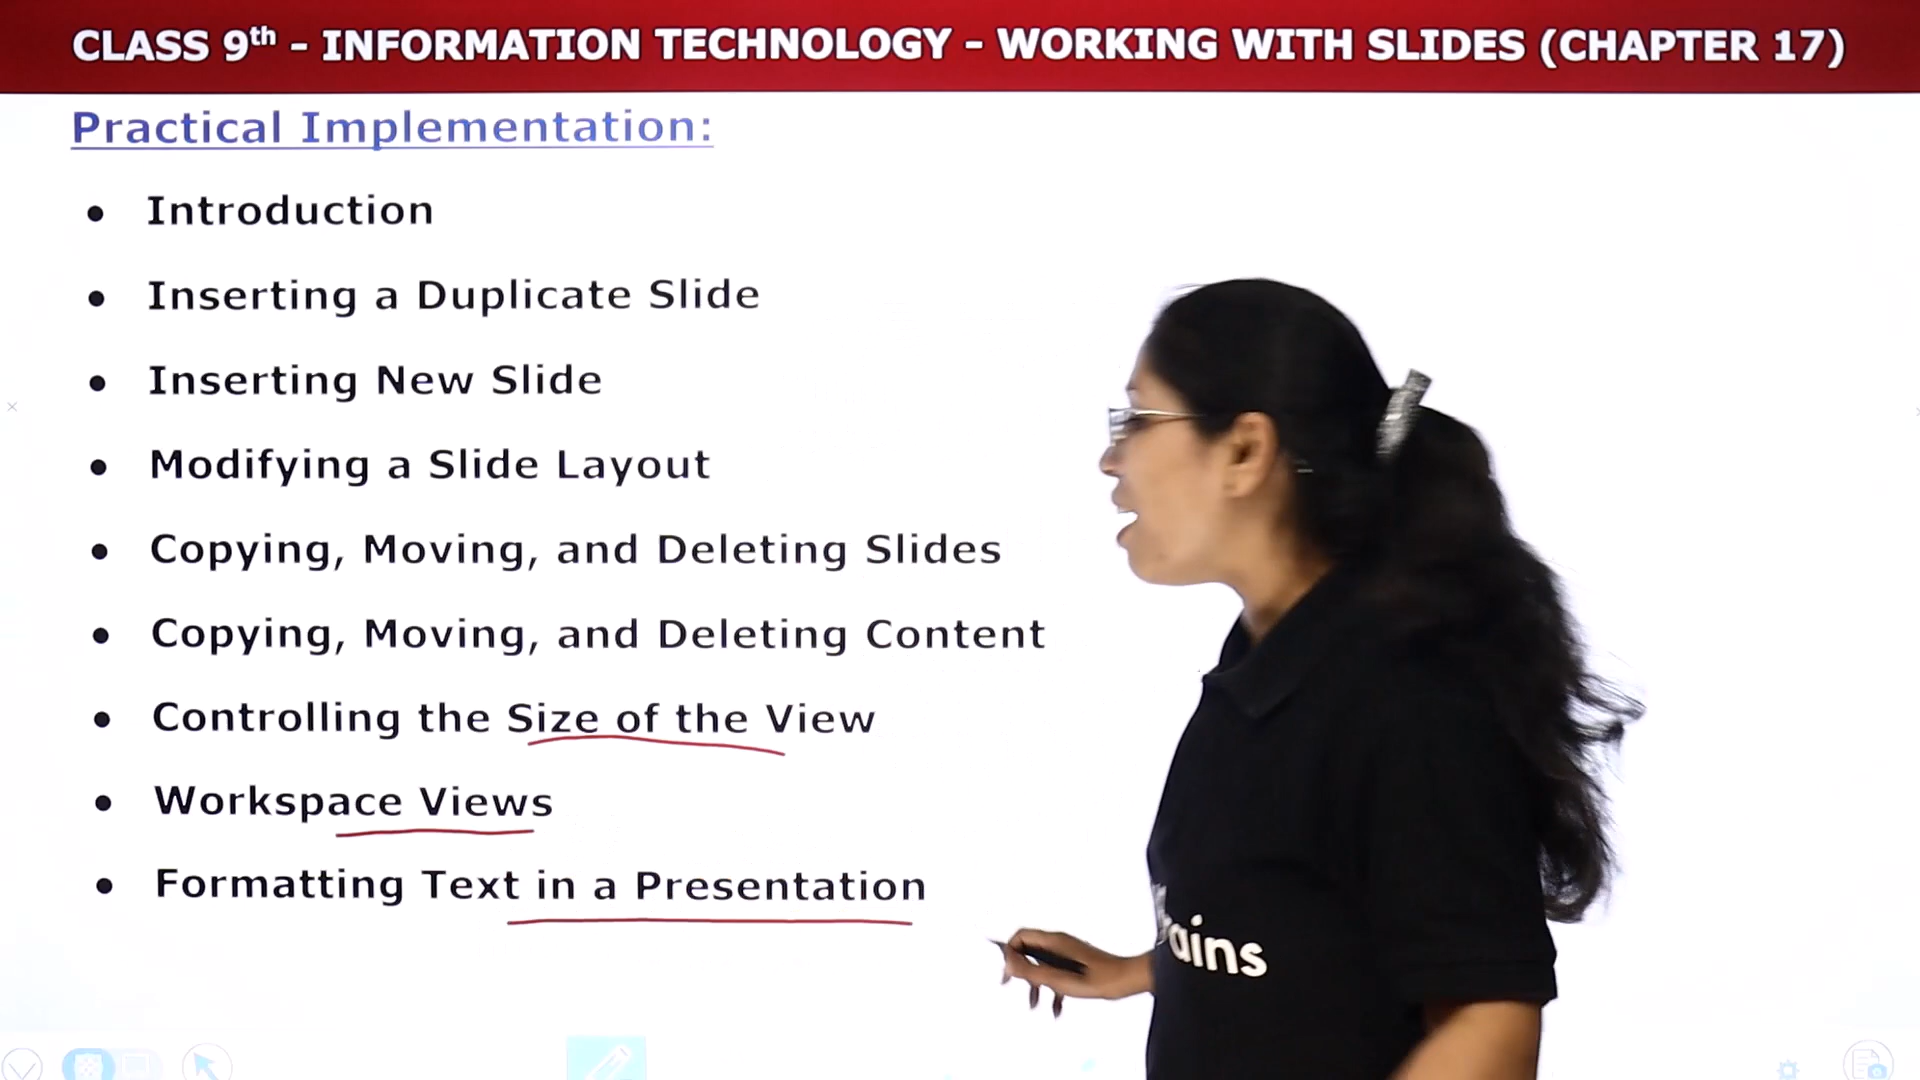 CLASS 9th - INFORMATION TECHNOLOGY - WORKING WITH SLIDES (CHAPTER 17)
Practical Implementation:
• Introduction
• Inserting a Duplicate Slide
• Inserting New Slide
• Modifying a Slide Layout
• Copying, Moving, and Deleting Slides
• Copying, Moving, and Deleting Content
• Controlling the Size of the View
• Workspace Views
• Formatting Text in a Presentation
ains